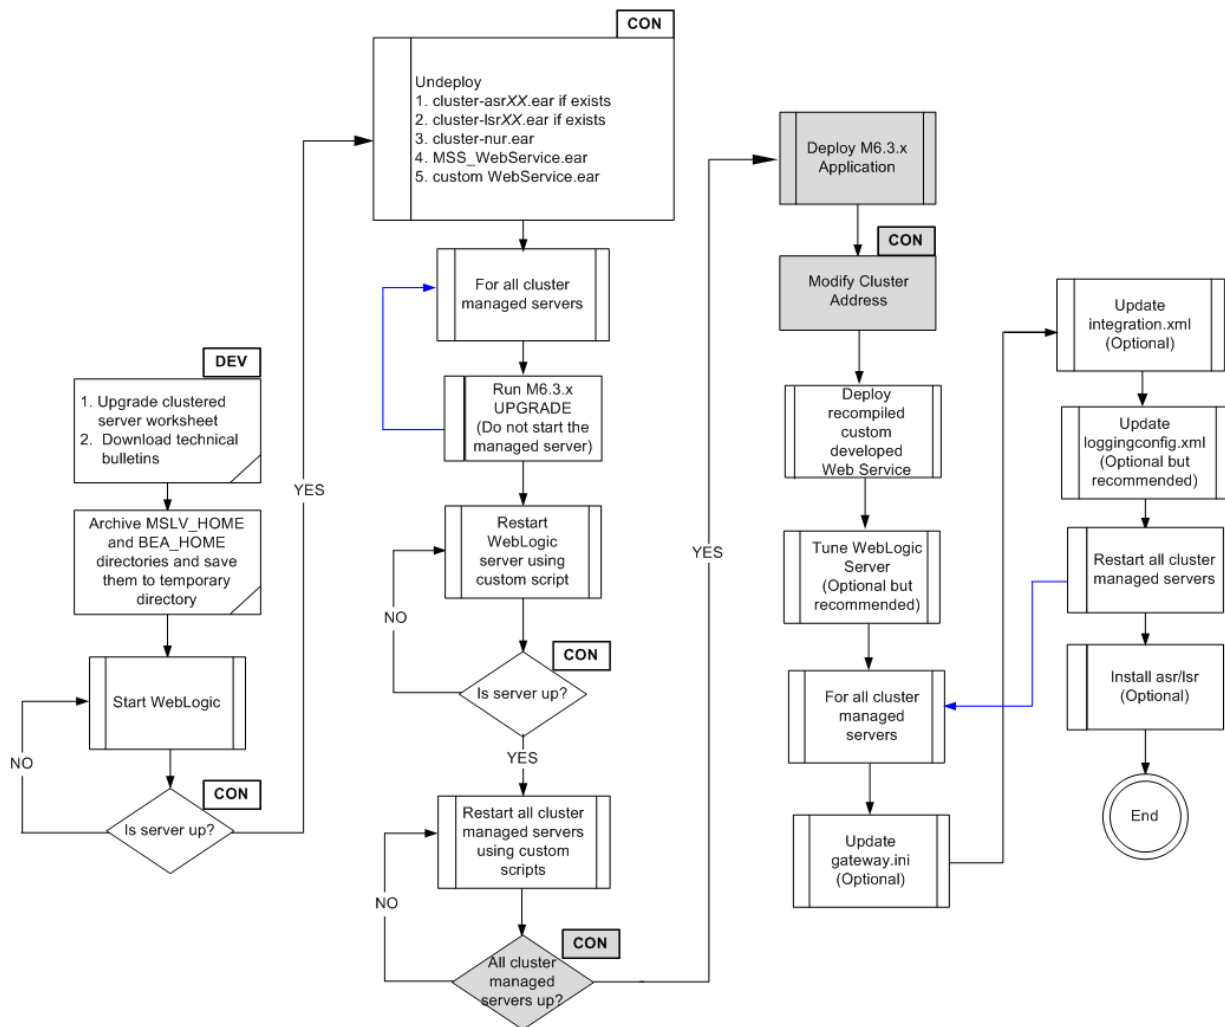 DEV
1. Upgrade clustered
server worksheet
2. Download technical
bulletins
Archive MSLV_HOME
and BEA_HOME
directories and save
them to temporary
directory
Start WebLogic
NO
CON
Is server up?
YES
CON
Undeploy
1. cluster-asrXX.ear if exists
2. cluster-lsrXX.ear if exists
3. cluster-nur.ear
4. MSS_WebService.ear
5. custom WebService.ear
For all cluster
managed servers
Run M6.3.x
UPGRADE
(Do not start the
managed server)
Restart
WebLogic
server using
custom script
NO
CON
Is server up?
YES
Restart all cluster
managed servers
using custom
scripts
NO
CON
All cluster
managed
servers up?
YES
Deploy M6.3.x
Application
CON
Modify Cluster
Address
Deploy
recompiled
custom
developed
Web Service
Tune WebLogic
Server
(Optional but
recommended)
For all cluster
managed
servers
Update
gateway.ini
(Optional)
Update
integration.xml
(Optional)
Update
loggingconfig.xml
(Optional but
recommended)
Restart all cluster
managed servers
Install asr/lsr
(Optional)
End